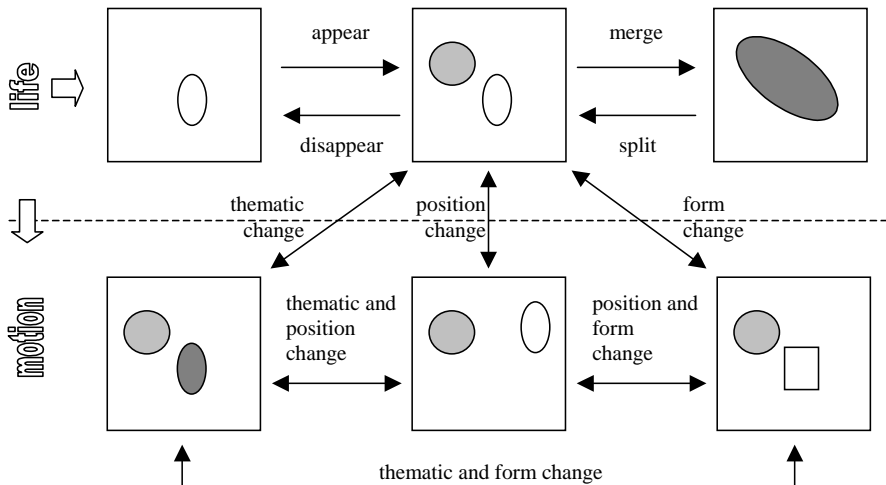 life
appear
merge
disappear
split
thematic
change
position
change
form
change
motion
thematic and
position
change
position and
form
change
thematic and form change